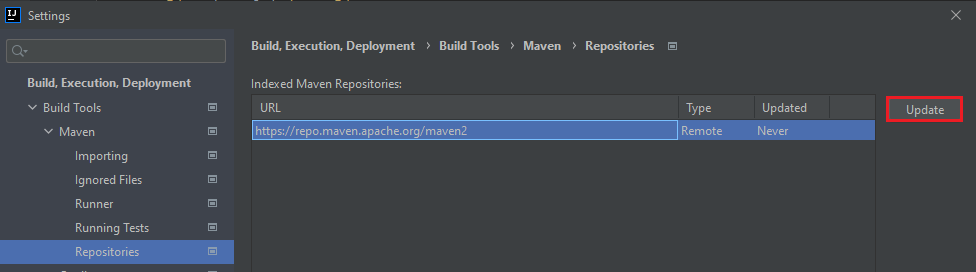 IJ
Settings
Build, Execution, Deployment
Build Tools
Maven
Importing
Ignored Files
Runner
Running Tests
Repositories
Build, Execution, Deployment › Build Tools › Maven › Repositories
Indexed Maven Repositories:
URL Type Updated
https://repo.maven.apache.org/maven2 Remote Never
Update